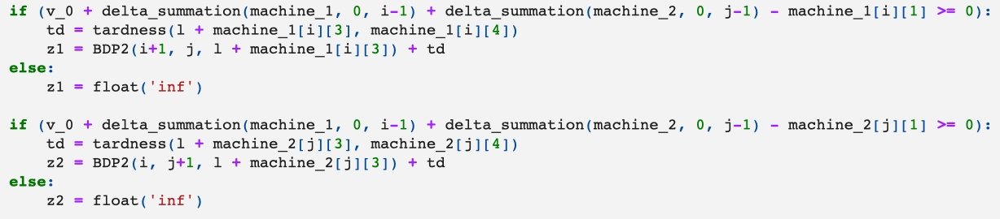 if (v_0 + delta_summation(machine_1, 0, i-1) + delta_summation(machine_2, 0, j-1) - machine_1[i][1] >= 0):
    td = tardness(l + machine_1[i][3], machine_1[i][4])
    z1 = BDP2(i+1, j, l + machine_1[i][3]) + td
else:
    z1 = float('inf')

if (v_0 + delta_summation(machine_1, 0, i-1) + delta_summation(machine_2, 0, j-1) - machine_2[j][1] >= 0):
    td = tardness(l + machine_2[j][3], machine_2[j][4])
    z2 = BDP2(i, j+1, l + machine_2[j][3]) + td
else:
    z2 = float('inf')